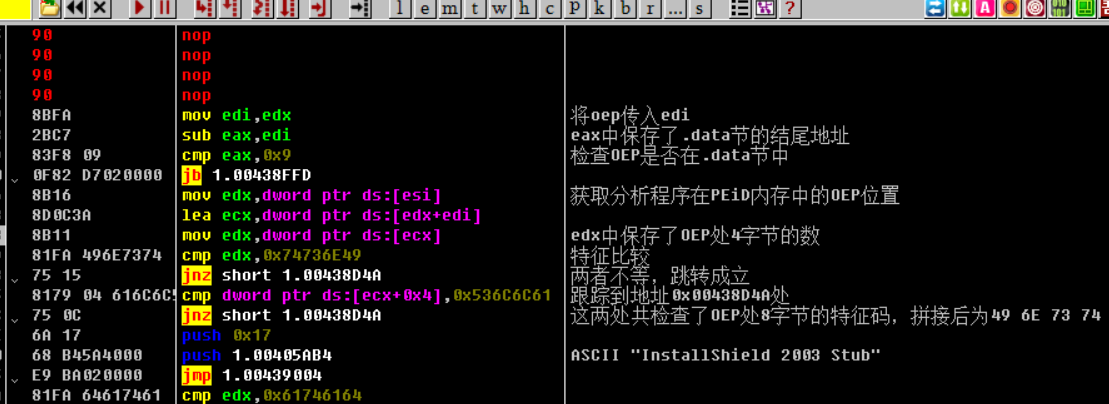 l e m t w h c p k b r ... s ?
90 nop
90 nop
90 nop
90 nop
8BFA mov edi,edx 将oep传入edi
2BC7 sub eax,edi eax中保存了.data节的结尾地址
83F8 09 cmp eax,0x9 检查OEP是否在.data节中
0F82 D7020000 jb 1.00438FFD
8B16 mov edx,dword ptr ds:[esi] 获取分析程序在PEiD内存中的OEP位置
8D0C3A lea ecx,dword ptr ds:[edx+edi]
8B11 mov edx,dword ptr ds:[ecx] edx中保存了OEP处4字节的数
81FA 496E7374 cmp edx,0x74736E49 特征比较
75 15 jnz short 1.00438D4A 两者不等，跳转成立
8179 04 616C6C5 cmp dword ptr ds:[ecx+0x4],0x536C6C61 跟踪到地址0x00438D4A处
75 0C jnz short 1.00438D4A 这两处共检查了OEP处8字节的特征码，拼接后为49 6E 73 74
6A 17 push 0x17
68 B45A4000 push 1.00405AB4 ASCII "InstallShield 2003 Stub"
E9 BA020000 jmp 1.00439004
81FA 64617461 cmp edx,0x61746164